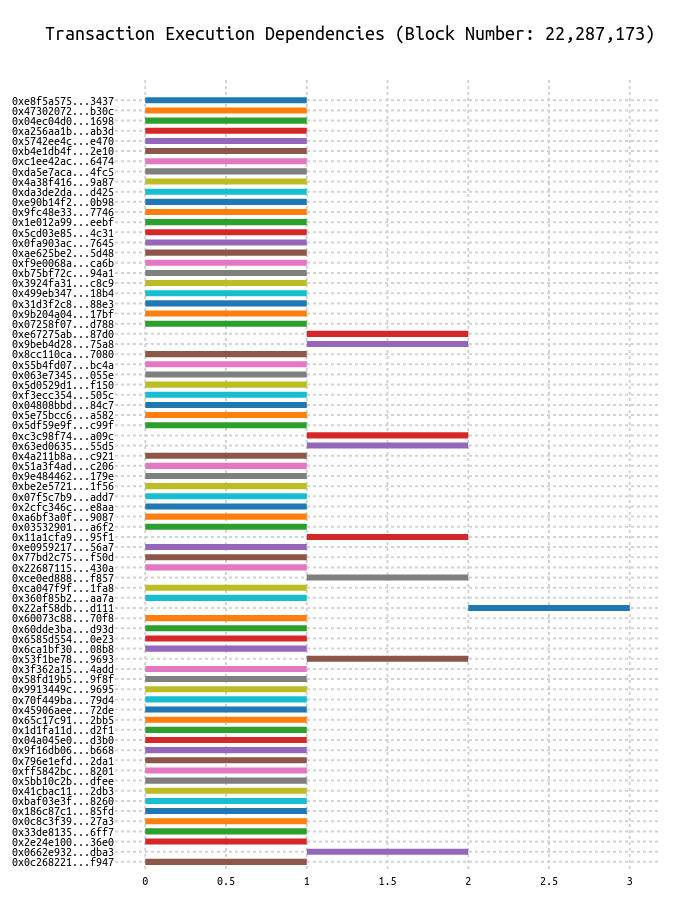 Transaction Execution Dependencies (Block Number: 22,287,173)
0xe8f5a575...3437
0x47302072...b30c
0x04ec04d0...1698
0xa256aa1b...ab3d
0x5742ee4c...e470
0xb4e1db4f...2e10
0xc1ee42ac...6474
0xda5e7aca...4fc5
0x4a38f416...9a87
0xda3de2da...d425
0xe90b14f2...0b98
0x9fc48e33...7746
0x1e012a99...eebf
0x5cd03e85...4c31
0x0fa903ac...7645
0xae625be2...5d48
0xf9e0068a...ca6b
0xb75bf72c...94a1
0x3924fa31...c8c9
0x499eb347...18b4
0x31d3f2c8...88e3
0x9b204a04...17bf
0x07258f07...d788
0xe67275ab...87d0
0x9beb4d28...75a8
0x8cc110ca...7080
0x55b4fd07...bc4a
0x063e7345...055e
0x5d0529d1...f150
0xf3ecc354...505c
0x04808bbd...84c7
0x5e75bcc6...a582
0x5df59e9f...c99f
0xc3c98f74...a09c
0x63ed0635...55d5
0x4a211b8a...c921
0x51a3f4ad...c206
0x9e484462...179e
0xbe2e5721...1f56
0x07f5c7b9...add7
0x2cfc346c...e8aa
0xa6bf3a0f...9087
0x03532901...a6f2
0x11a1cfa9...95f1
0xe0959217...56a7
0x77bd2c75...f50d
0x22687115...430a
0xce0ed888...f857
0xca047f9f...1fa8
0x360f85b2...aa7a
0x22af58db...d111
0x60073c88...70f8
0x60dde3ba...d93d
0x6585d554...0e23
0x6ca1bf30...08b8
0x53f1be78...9693
0x3f362a15...4add
0x58fd19b5...9f8f
0x9913449c...9695
0x70f449ba...79d4
0x45906aee...72de
0x65c17c91...2bb5
0x1d1fa11d...d2f1
0x04a045e0...d3b0
0x9f16db06...b668
0x796e1efd...2da1
0xff5842bc...8201
0x5bb10c2b...dfee
0x41cbac11...2db3
0xbaf03e3f...8260
0x186c87c1...85fd
0x0c8c3f39...27a3
0x33de8135...6ff7
0x2e24e100...36e0
0x0662e932...dba3
0x0c268221...f947
0 0.5 1 1.5 2 2.5 3